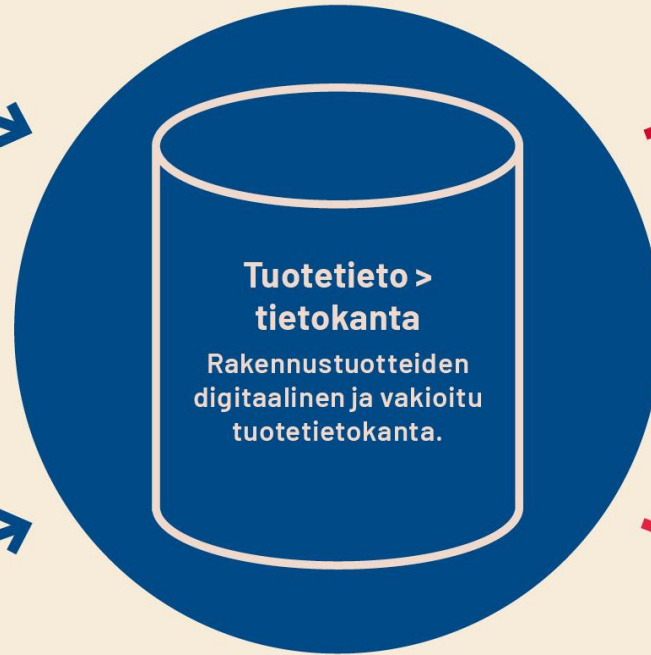 Tuotetieto >
tietokanta
Rakennustuotteiden
digitaalinen ja vakioitu
tuotetietokanta.